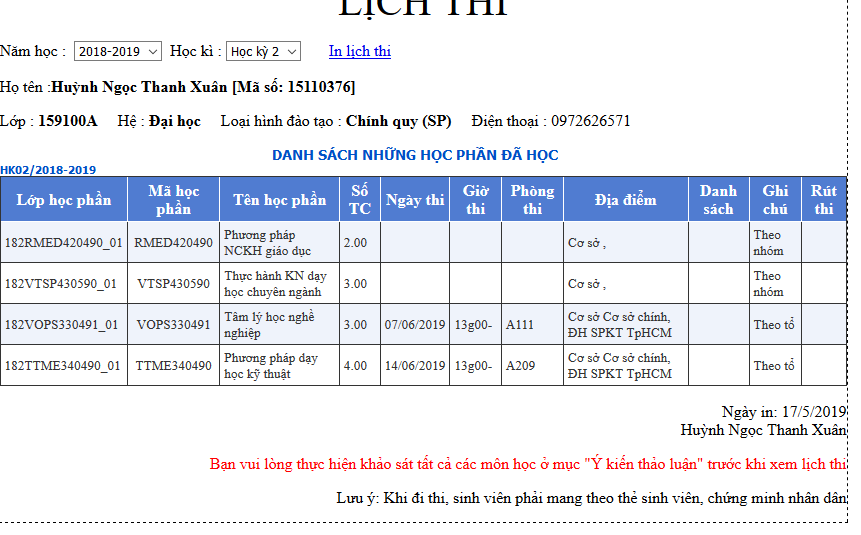 LỊCH THI
Năm học : 2018-2019 Học kì : Học kỳ 2 In lịch thi
Họ tên :Huỳnh Ngọc Thanh Xuân [Mã số: 15110376]
Lớp : 159100A Hệ : Đại học Loại hình đào tạo : Chính quy (SP) Điện thoại : 0972626571
DANH SÁCH NHỮNG HỌC PHẦN ĐÃ HỌC
HK02/2018-2019
Lớp học phần Mã học phần Tên học phần Số TC Ngày thi Giờ thi Phòng thi Địa điểm Danh sách Ghi chú Rút thi
182RMED420490_01 RMED420490 Phương pháp NCKH giáo dục 2.00 Cơ sở , Theo nhóm
182VTSP430590_01 VTSP430590 Thực hành KN dạy học chuyên ngành 3.00 Cơ sở , Theo nhóm
182VOPS330491_01 VOPS330491 Tâm lý học nghề nghiệp 3.00 07/06/2019 13g00- A111 Cơ sở Cơ sở chính, ĐH SPKT TpHCM Theo tổ
182TTME340490_01 TTME340490 Phương pháp dạy học kỹ thuật 4.00 14/06/2019 13g00- A209 Cơ sở Cơ sở chính, ĐH SPKT TpHCM Theo tổ
Ngày in: 17/5/2019
Huỳnh Ngọc Thanh Xuân
Bạn vui lòng thực hiện khảo sát tất cả các môn học ở mục "Ý kiến thảo luận" trước khi xem lịch thi
Lưu ý: Khi đi thi, sinh viên phải mang theo thẻ sinh viên, chứng minh nhân dân